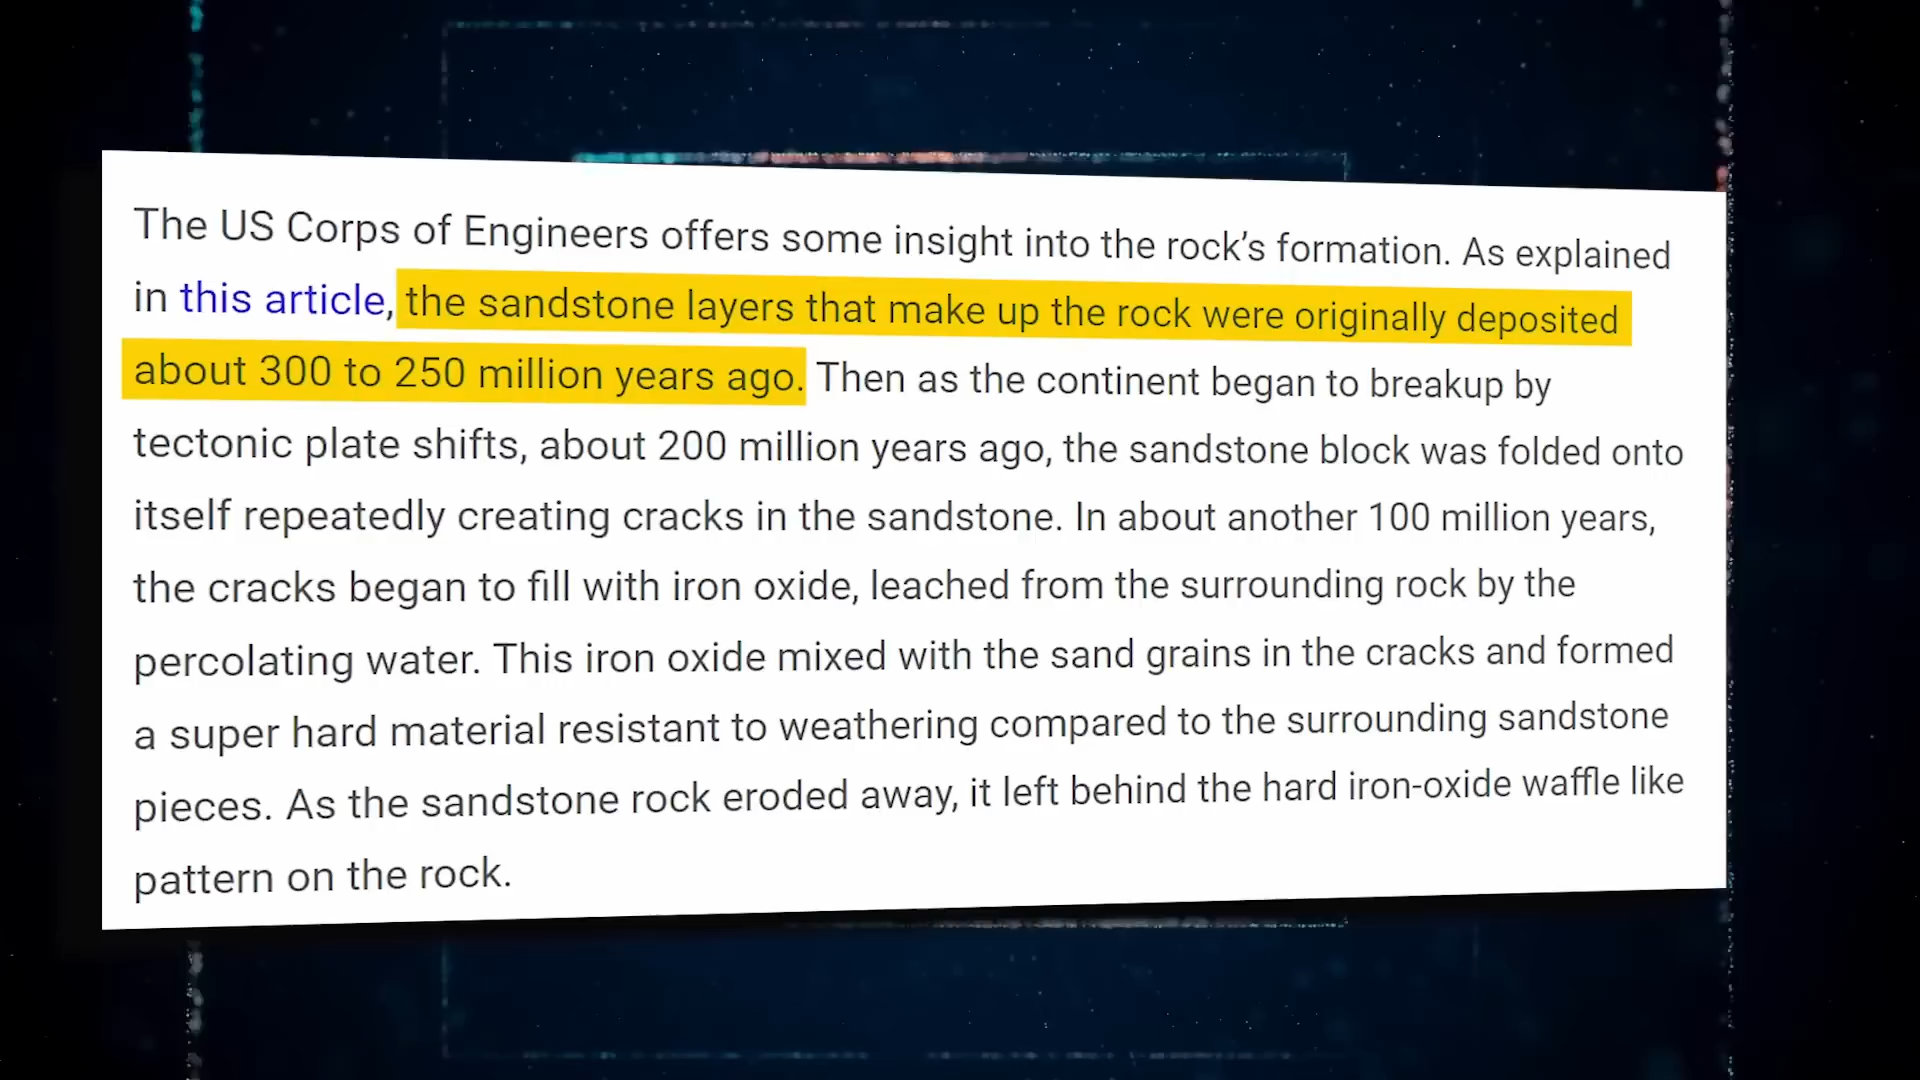 The US Corps of Engineers offers some insight into the rock’s formation. As explained
in this article, the sandstone layers that make up the rock were originally deposited
about 300 to 250 million years ago. Then as the continent began to breakup by
tectonic plate shifts, about 200 million years ago, the sandstone block was folded onto
itself repeatedly creating cracks in the sandstone. In about another 100 million years,
the cracks began to fill with iron oxide, leached from the surrounding rock by the
percolating water. This iron oxide mixed with the sand grains in the cracks and formed
a super hard material resistant to weathering compared to the surrounding sandstone
pieces. As the sandstone rock eroded away, it left behind the hard iron-oxide waffle like
pattern on the rock.